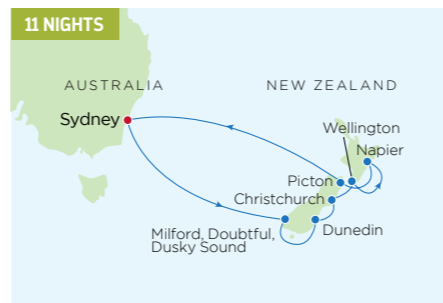 11 NIGHTS
AUSTRALIA
NEW ZEALAND
Sydney
Wellington
Napier
Picton
Christchurch
Milford, Doubtful,
Dusky Sound
Dunedin